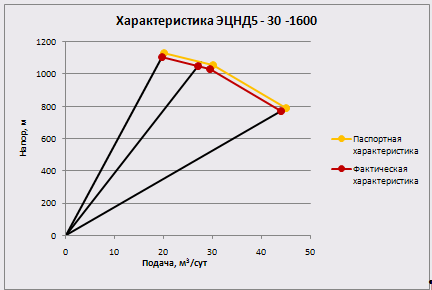 Характеристика ЭЦНД5 - 30 -1600
1200
1000
800
600
400
200
0
Напор, м
0 10 20 30 40 50
Подача, м³/сут
Паспортная
характеристика
Фактическая
характеристика